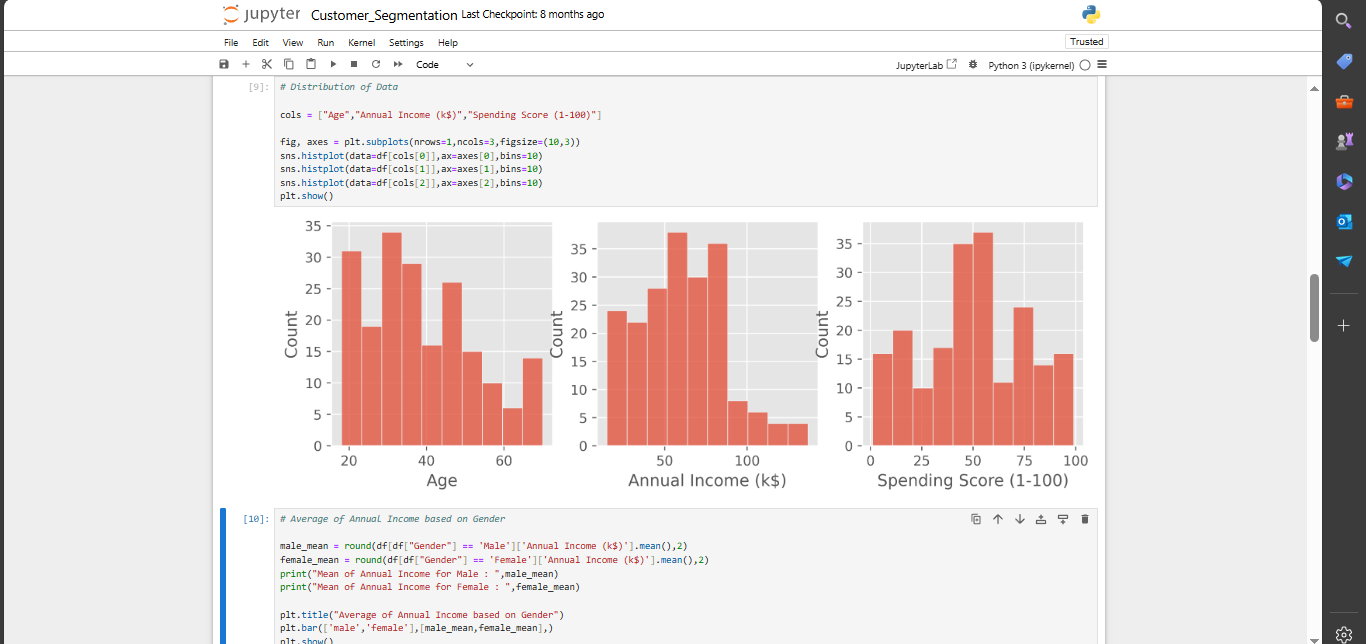 jupyter Customer_Segmentation Last Checkpoint: 8 months ago
File Edit View Run Kernel Settings Help
Trusted
Code
JupyterLab
Python 3 (ipykernel)
[9]:
# Distribution of Data
cols = ["Age","Annual Income (k$)","Spending Score (1-100)"]
fig, axes = plt.subplots(nrows=1,ncols=3,figsize=(10,3))
sns.histplot(data=df[cols[0]],ax=axes[0],bins=10)
sns.histplot(data=df[cols[1]],ax=axes[1],bins=10)
sns.histplot(data=df[cols[2]],ax=axes[2],bins=10)
plt.show()
35
30
25
20
15
10
5
0
Count
20 40 60
Age
35
30
25
20
15
10
5
0
Count
50 100
Annual Income (k$)
35
30
25
20
15
10
5
0
Count
0 25 50 75 100
Spending Score (1-100)
[10]:
# Average of Annual Income based on Gender
male_mean = round(df[df["Gender"] == 'Male']['Annual Income (k$)'].mean(),2)
female_mean = round(df[df["Gender"] == 'Female']['Annual Income (k$)'].mean(),2)
print("Mean of Annual Income for Male : ",male_mean)
print("Mean of Annual Income for Female : ",female_mean)
plt.title("Average of Annual Income based on Gender")
plt.bar(['male','female'],[male_mean,female_mean],)
plt.show()